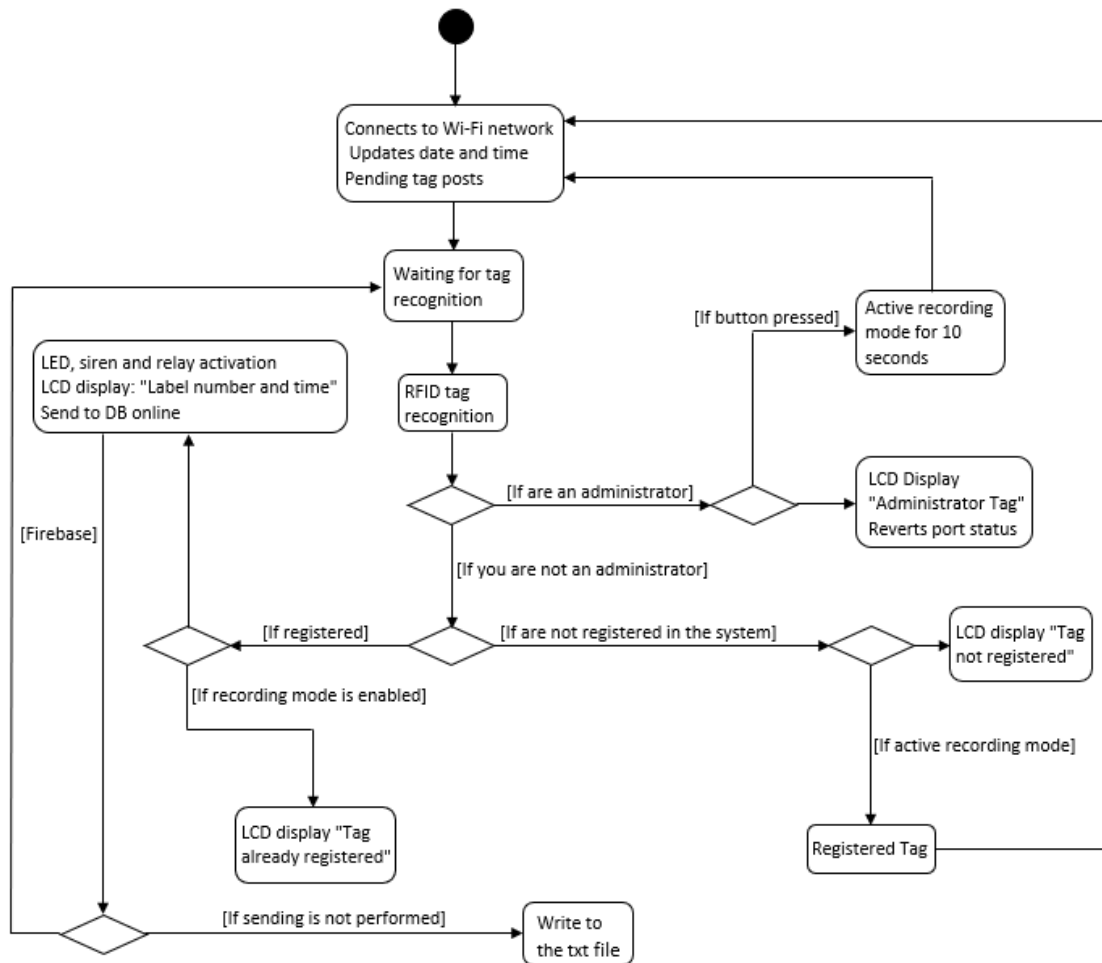 Connects to Wi-Fi network
Updates date and time
Pending tag posts
Waiting for tag
recognition
[If button pressed]
Active recording
mode for 10
seconds
LED, siren and relay activation
LCD display: "Label number and time"
Send to DB online
RFID tag
recognition
[If are an administrator]
LCD Display
"Administrator Tag"
Reverts port status
[Firebase]
[If you are not an administrator]
[If registered]
[If are not registered in the system]
LCD display "Tag
not registered"
[If recording mode is enabled]
[If active recording mode]
LCD display "Tag
already registered"
Registered Tag
[If sending is not performed]
Write to
the txt file